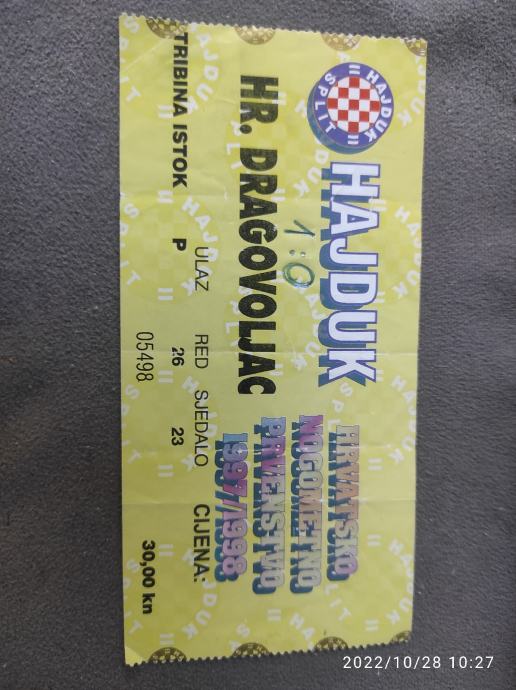 HAJDUK SPLIT
HAJDUK
1:0
HR. DRAGOVOLJAC
HRVATSKO
NOGOMETNO
PRVENSTVO
1997/1998
TRIBINA ISTOK
ULAZ
P
RED
26
SJEDALO
23
CIJENA:
30,00 kn
05498
2022/10/28 10:27